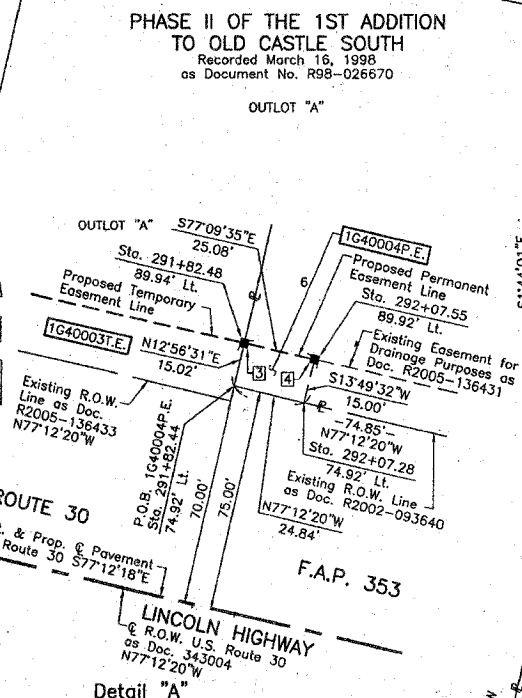 PHASE II OF THE 1ST ADDITION
TO OLD CASTLE SOUTH
Recorded March 16, 1998
as Document No. R98-026670
OUTLOT "A"
OUTLOT "A"
S77°09'35"E
25.08'
1G40004P.E.
Sta. 291+82.48
89.94' Lt.
6
Proposed Permanent
Easement Line
Proposed Temporary
Easement Line
Sta. 292+07.55
89.92' Lt.
1G40003T.E.
N12°56'31"E
15.02'
3
4
Existing Easement for
Drainage Purposes as
Doc. R2005-136431
S13°49'32"W
15.00'
Existing R.O.W.
Line as Doc.
R2005-136433
N77°12'20"W
-74.85'-
N77°12'20"W
Sta. 292+07.28
74.92' Lt.
P.O.B. 1G40004P.E.
Sta. 291+82.44
74.92' Lt.
70.00'
75.00'
Existing R.O.W. Line
as Doc. R2002-093640
N77°12'20"W
24.84'
ROUTE 30
& Prop. ℄ Pavement
Route 30 S77°12'18"E
F.A.P. 353
LINCOLN HIGHWAY
℄ R.O.W. U.S. Route 30
as Doc. 343004
N77°12'20"W
Detail "A"